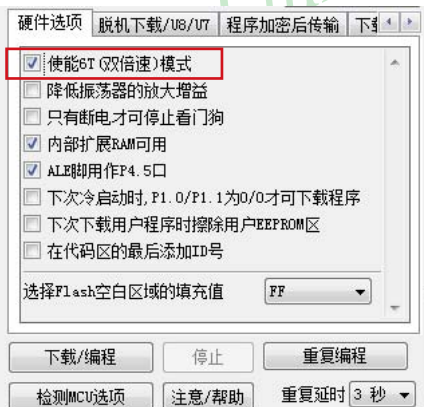 硬件选项 脱机下载/U8/U7 程序加密后传输
使能6T(双倍速)模式
降低振荡器的放大增益
只有断电才可停止看门狗
内部扩展RAM可用
ALE脚用作P4.5口
下次冷启动时,P1.0/P1.1为0/0才可下载程序
下次下载用户程序时擦除用户EEPROM区
在代码区的最后添加ID号
选择Flash空白区域的填充值 FF
下载/编程 停止 重复编程
检测MCU选项 注意/帮助 重复延时 3 秒